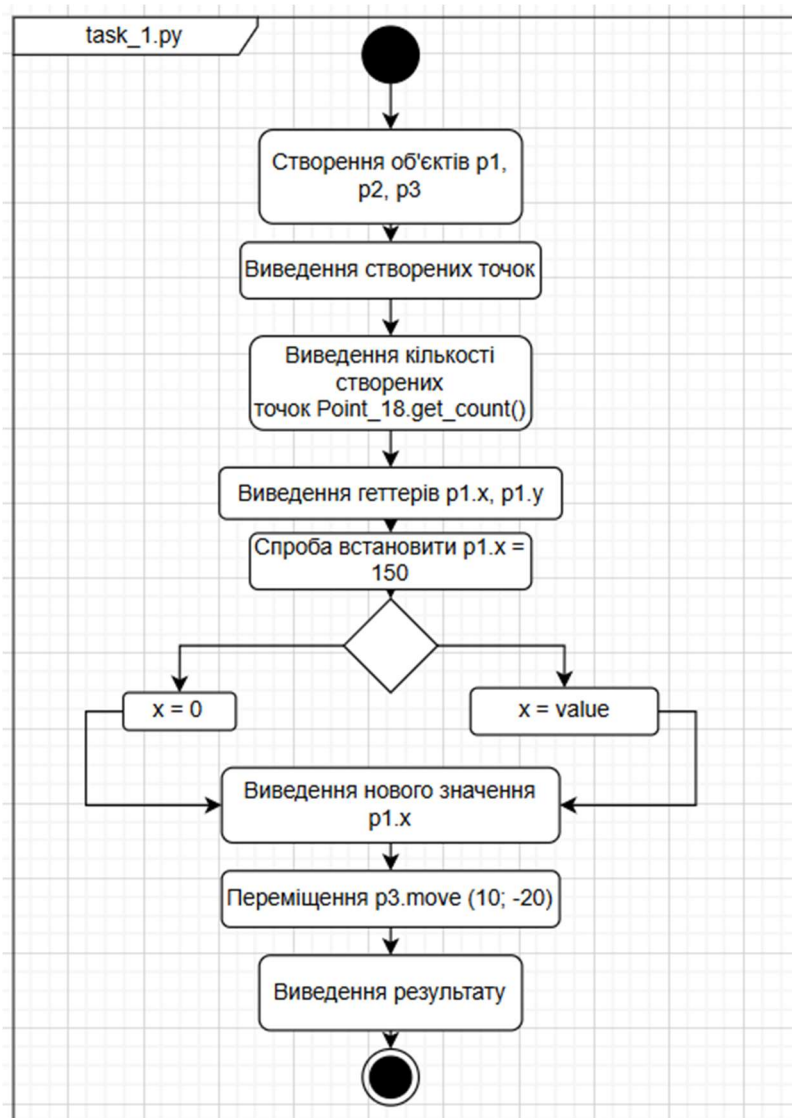 task_1.py
Створення об'єктів p1,
p2, p3
Виведення створених точок
Виведення кількості
створених
точок Point_18.get_count()
Виведення геттерів p1.x, p1.y
Спроба встановити p1.x =
150
x = 0
x = value
Виведення нового значення
p1.x
Переміщення p3.move (10; -20)
Виведення результату